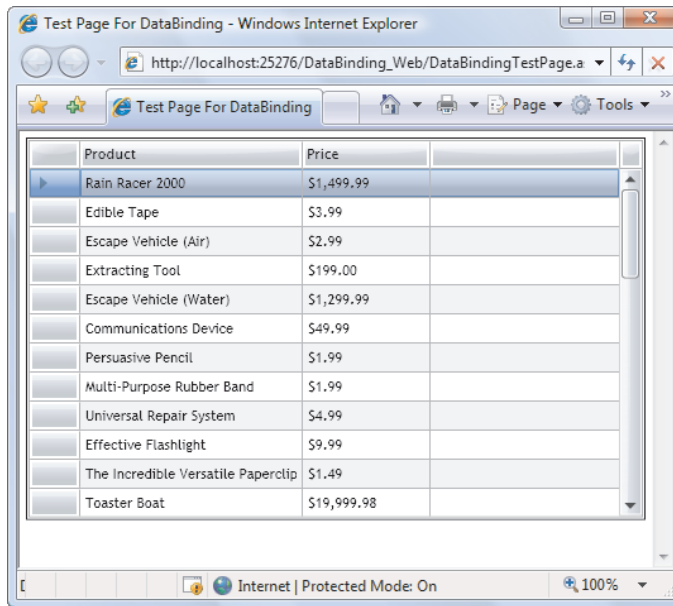 Test Page For DataBinding - Windows Internet Explorer
http://localhost:25276/DataBinding_Web/DataBindingTestPage.a
Test Page For DataBinding
Page
Tools
Product Price
Rain Racer 2000 $1,499.99
Edible Tape $3.99
Escape Vehicle (Air) $2.99
Extracting Tool $199.00
Escape Vehicle (Water) $1,299.99
Communications Device $49.99
Persuasive Pencil $1.99
Multi-Purpose Rubber Band $1.99
Universal Repair System $4.99
Effective Flashlight $9.99
The Incredible Versatile Paperclip $1.49
Toaster Boat $19,999.98
Internet | Protected Mode: On
100%